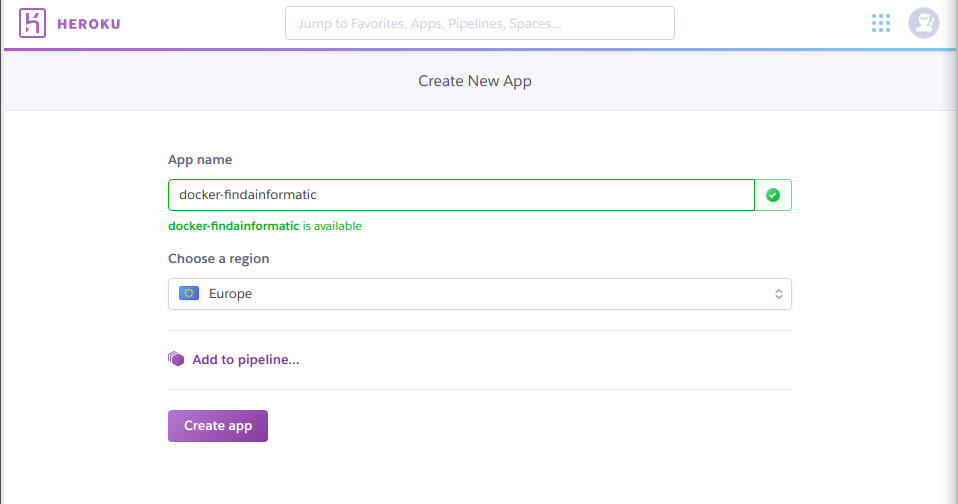 HEROKU
Jump to Favorites, Apps, Pipelines, Spaces...
Create New App
App name
docker-findainformatic
docker-findainformatic is available
Choose a region
Europe
Add to pipeline...
Create app